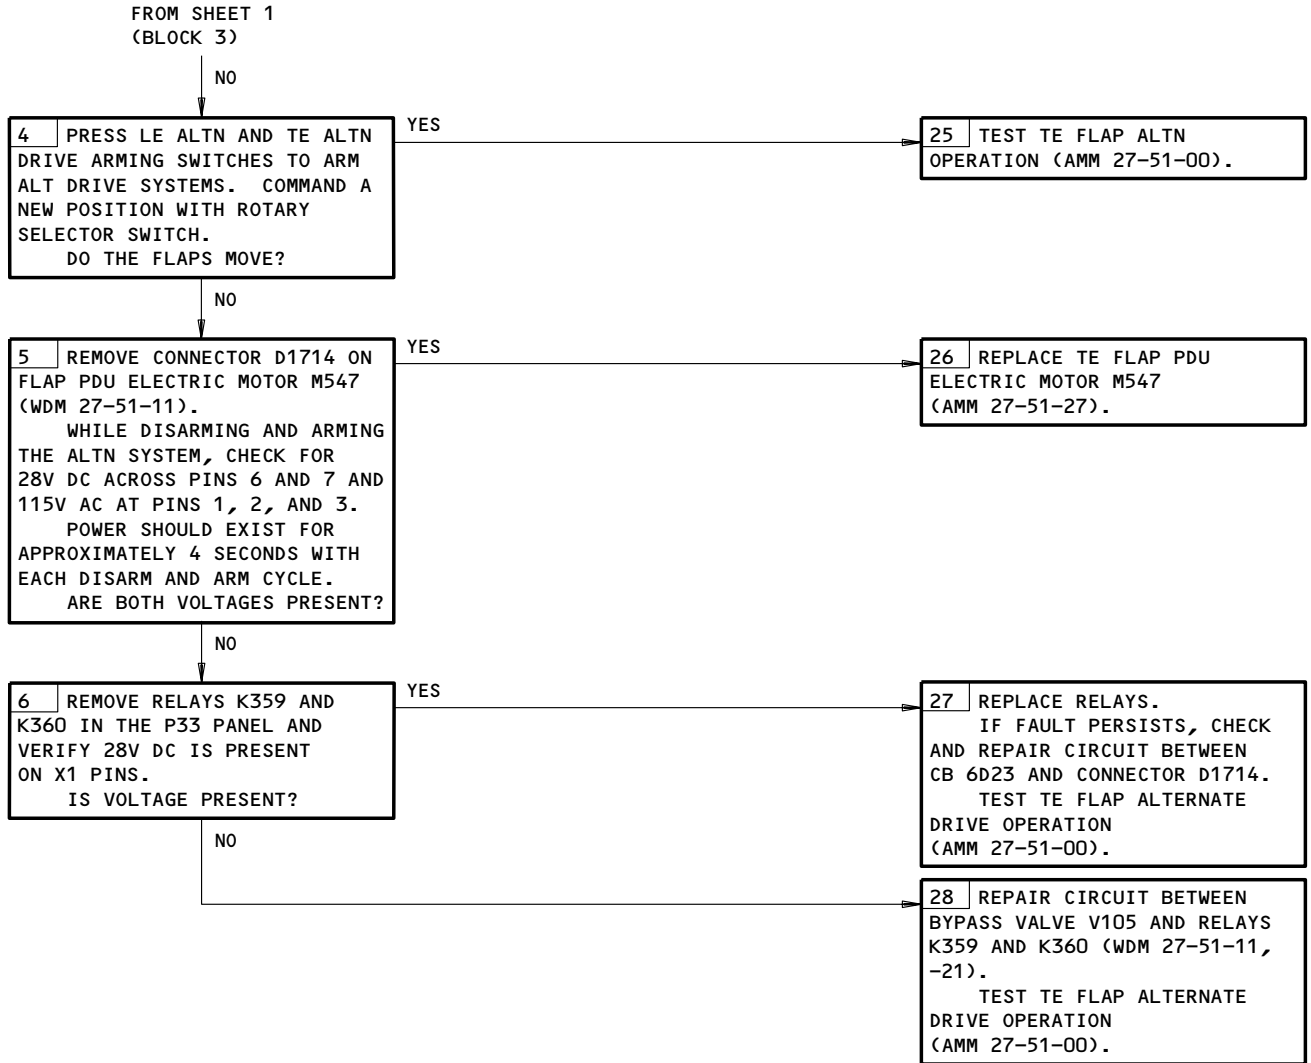 FROM SHEET 1
(BLOCK 3)
NO
4 PRESS LE ALTN AND TE ALTN
DRIVE ARMING SWITCHES TO ARM
ALT DRIVE SYSTEMS. COMMAND A
NEW POSITION WITH ROTARY
SELECTOR SWITCH.
DO THE FLAPS MOVE?
YES
25 TEST TE FLAP ALTN
OPERATION (AMM 27-51-00).
NO
5 REMOVE CONNECTOR D1714 ON
FLAP PDU ELECTRIC MOTOR M547
(WDM 27-51-11).
WHILE DISARMING AND ARMING
THE ALTN SYSTEM, CHECK FOR
28V DC ACROSS PINS 6 AND 7 AND
115V AC AT PINS 1, 2, AND 3.
POWER SHOULD EXIST FOR
APPROXIMATELY 4 SECONDS WITH
EACH DISARM AND ARM CYCLE.
ARE BOTH VOLTAGES PRESENT?
YES
26 REPLACE TE FLAP PDU
ELECTRIC MOTOR M547
(AMM 27-51-27).
NO
6 REMOVE RELAYS K359 AND
K360 IN THE P33 PANEL AND
VERIFY 28V DC IS PRESENT
ON X1 PINS.
IS VOLTAGE PRESENT?
YES
27 REPLACE RELAYS.
IF FAULT PERSISTS, CHECK
AND REPAIR CIRCUIT BETWEEN
CB 6D23 AND CONNECTOR D1714.
TEST TE FLAP ALTERNATE
DRIVE OPERATION
(AMM 27-51-00).
NO
28 REPAIR CIRCUIT BETWEEN
BYPASS VALVE V105 AND RELAYS
K359 AND K360 (WDM 27-51-11,
-21).
TEST TE FLAP ALTERNATE
DRIVE OPERATION
(AMM 27-51-00).